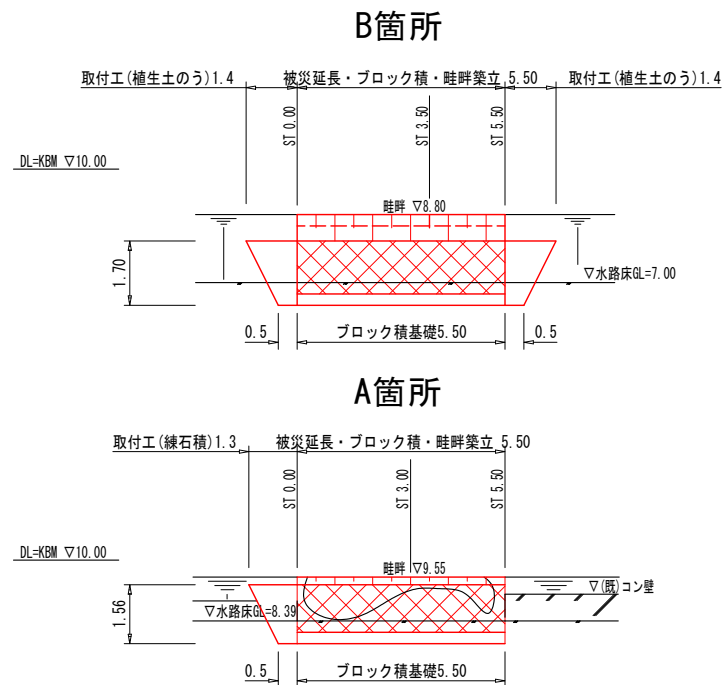 B箇所
取付工(植生土のう)1.4
被災延長・ブロック積・畦畔築立 5.50
取付工(植生土のう)1.4
ST 0.00
ST 3.50
ST 5.50
DL=KBM ▽10.00
畦畔 ▽8.80
1.70
▽水路床GL=7.00
0.5
ブロック積基礎5.50
0.5
A箇所
取付工(練石積)1.3
被災延長・ブロック積・畦畔築立 5.50
ST 0.00
ST 3.00
ST 5.50
DL=KBM ▽10.00
畦畔 ▽9.55
▽(既)コン壁
1.56
▽水路床GL=8.39
0.5
ブロック積基礎5.50